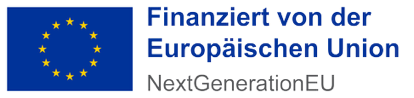 Finanziert von der
Europäischen Union
NextGenerationEU